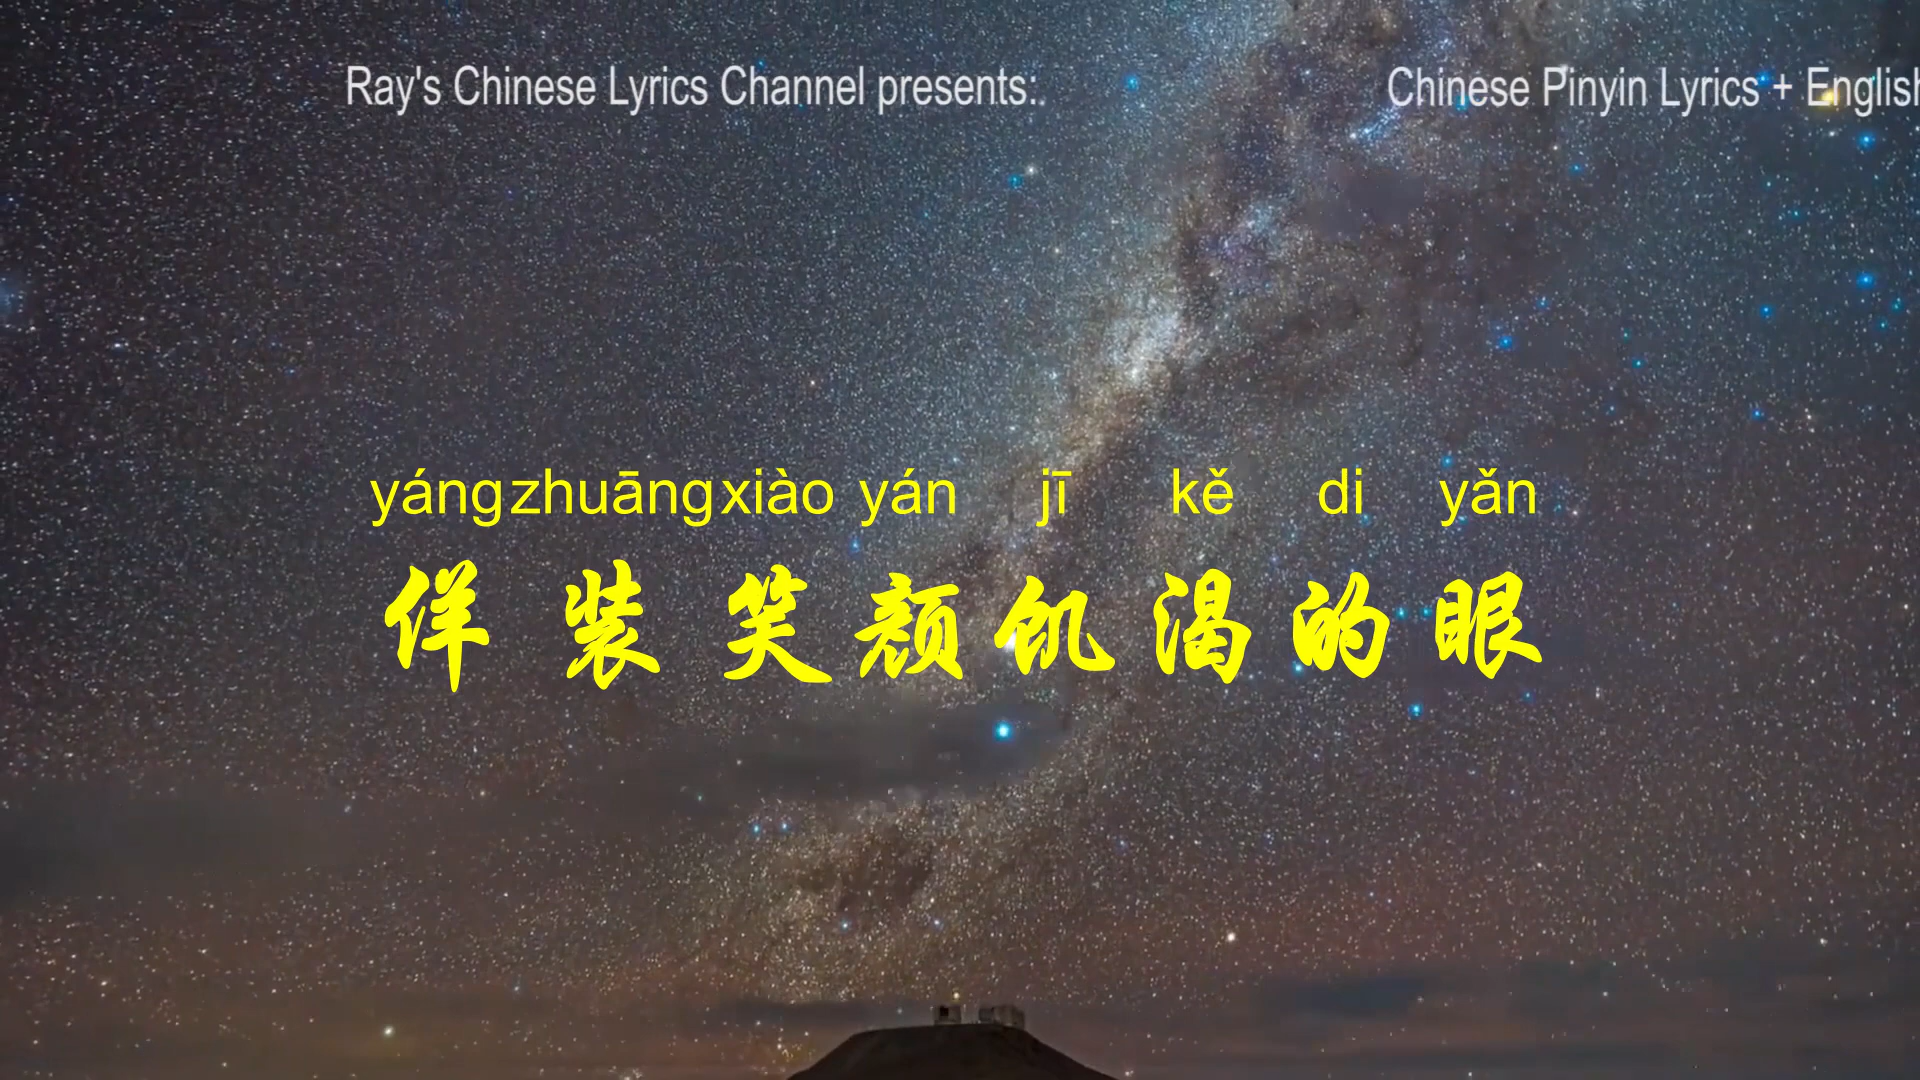 Ray's Chinese Lyrics Channel presents:. Chinese Pinyin Lyrics + English
yángzhuāngxiào yán jī kě di yǎn
佯装笑颜饥渴的眼